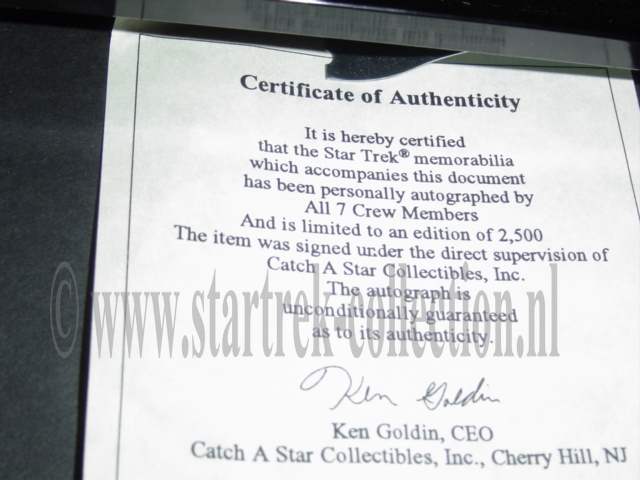 Certificate of Authenticity
It is hereby certified
that the Star Trek® memorabilia
which accompanies this document
has been personally autographed by
All 7 Crew Members
And is limited to an edition of 2,500
The item was signed under the direct supervision of
Catch A Star Collectibles, Inc.
The autograph is
unconditionally guaranteed
as to its authenticity.
© www.startrek-collection.nl
Ken Goldin
Ken Goldin, CEO
Catch A Star Collectibles, Inc., Cherry Hill, NJ